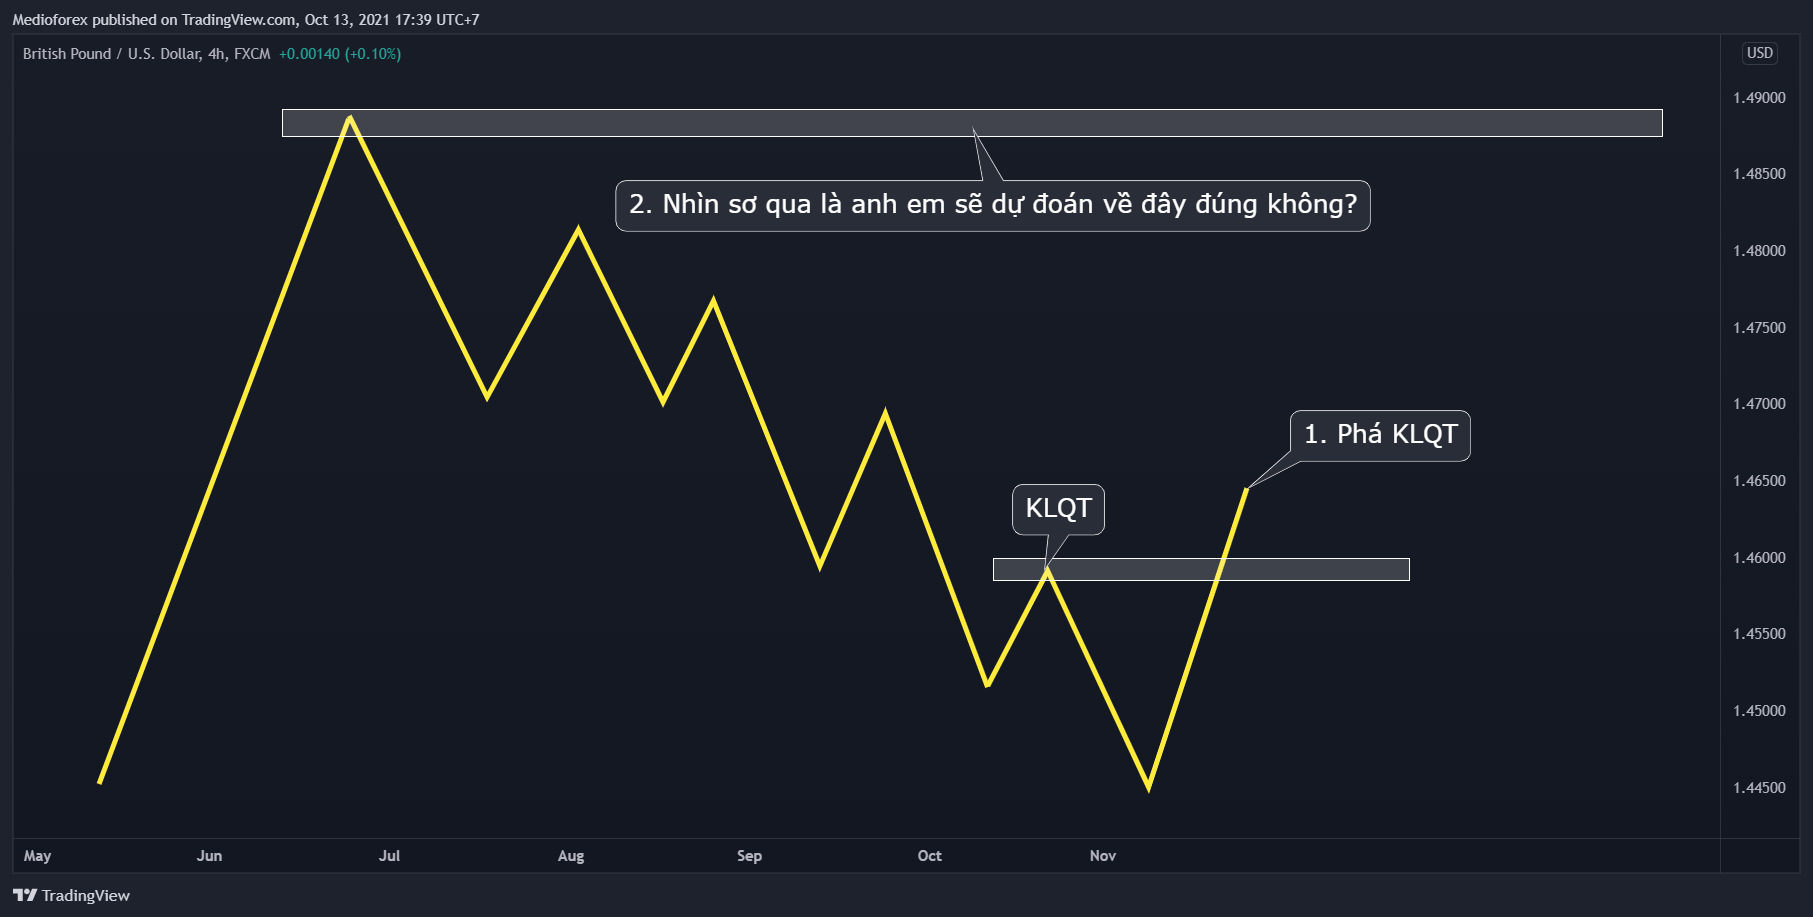 Medioforex published on TradingView.com, Oct 13, 2021 17:39 UTC+7
British Pound / U.S. Dollar, 4h, FXCM +0.00140 (+0.10%)
USD
1.49000
2. Nhìn sơ qua là anh em sẽ dự đoán về đây đúng không?
1.48500
1.48000
1.47500
1.47000
1. Phá KLQT
1.46500
KLQT
1.46000
1.45500
1.45000
1.44500
May Jun Jul Aug Sep Oct Nov
TradingView